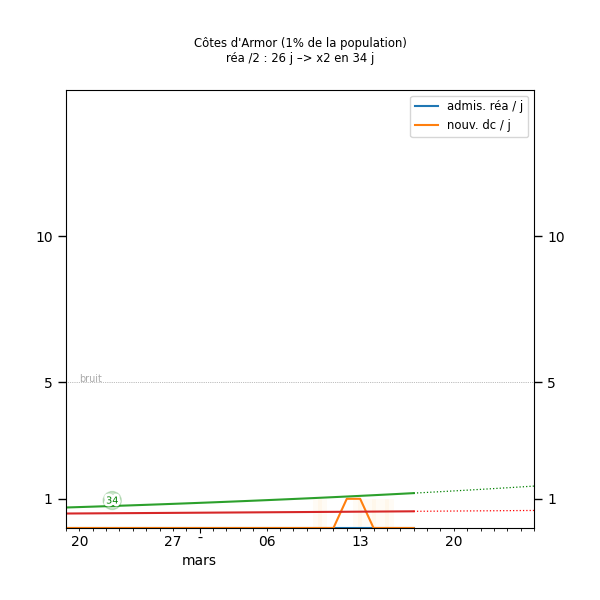 Côtes d'Armor (1% de la population)
réa /2 : 26 j –> x2 en 34 j
admis. réa / j
nouv. dc / j
10 10
bruit
5 5
34
1 1
20 27 - 06 13 20
mars